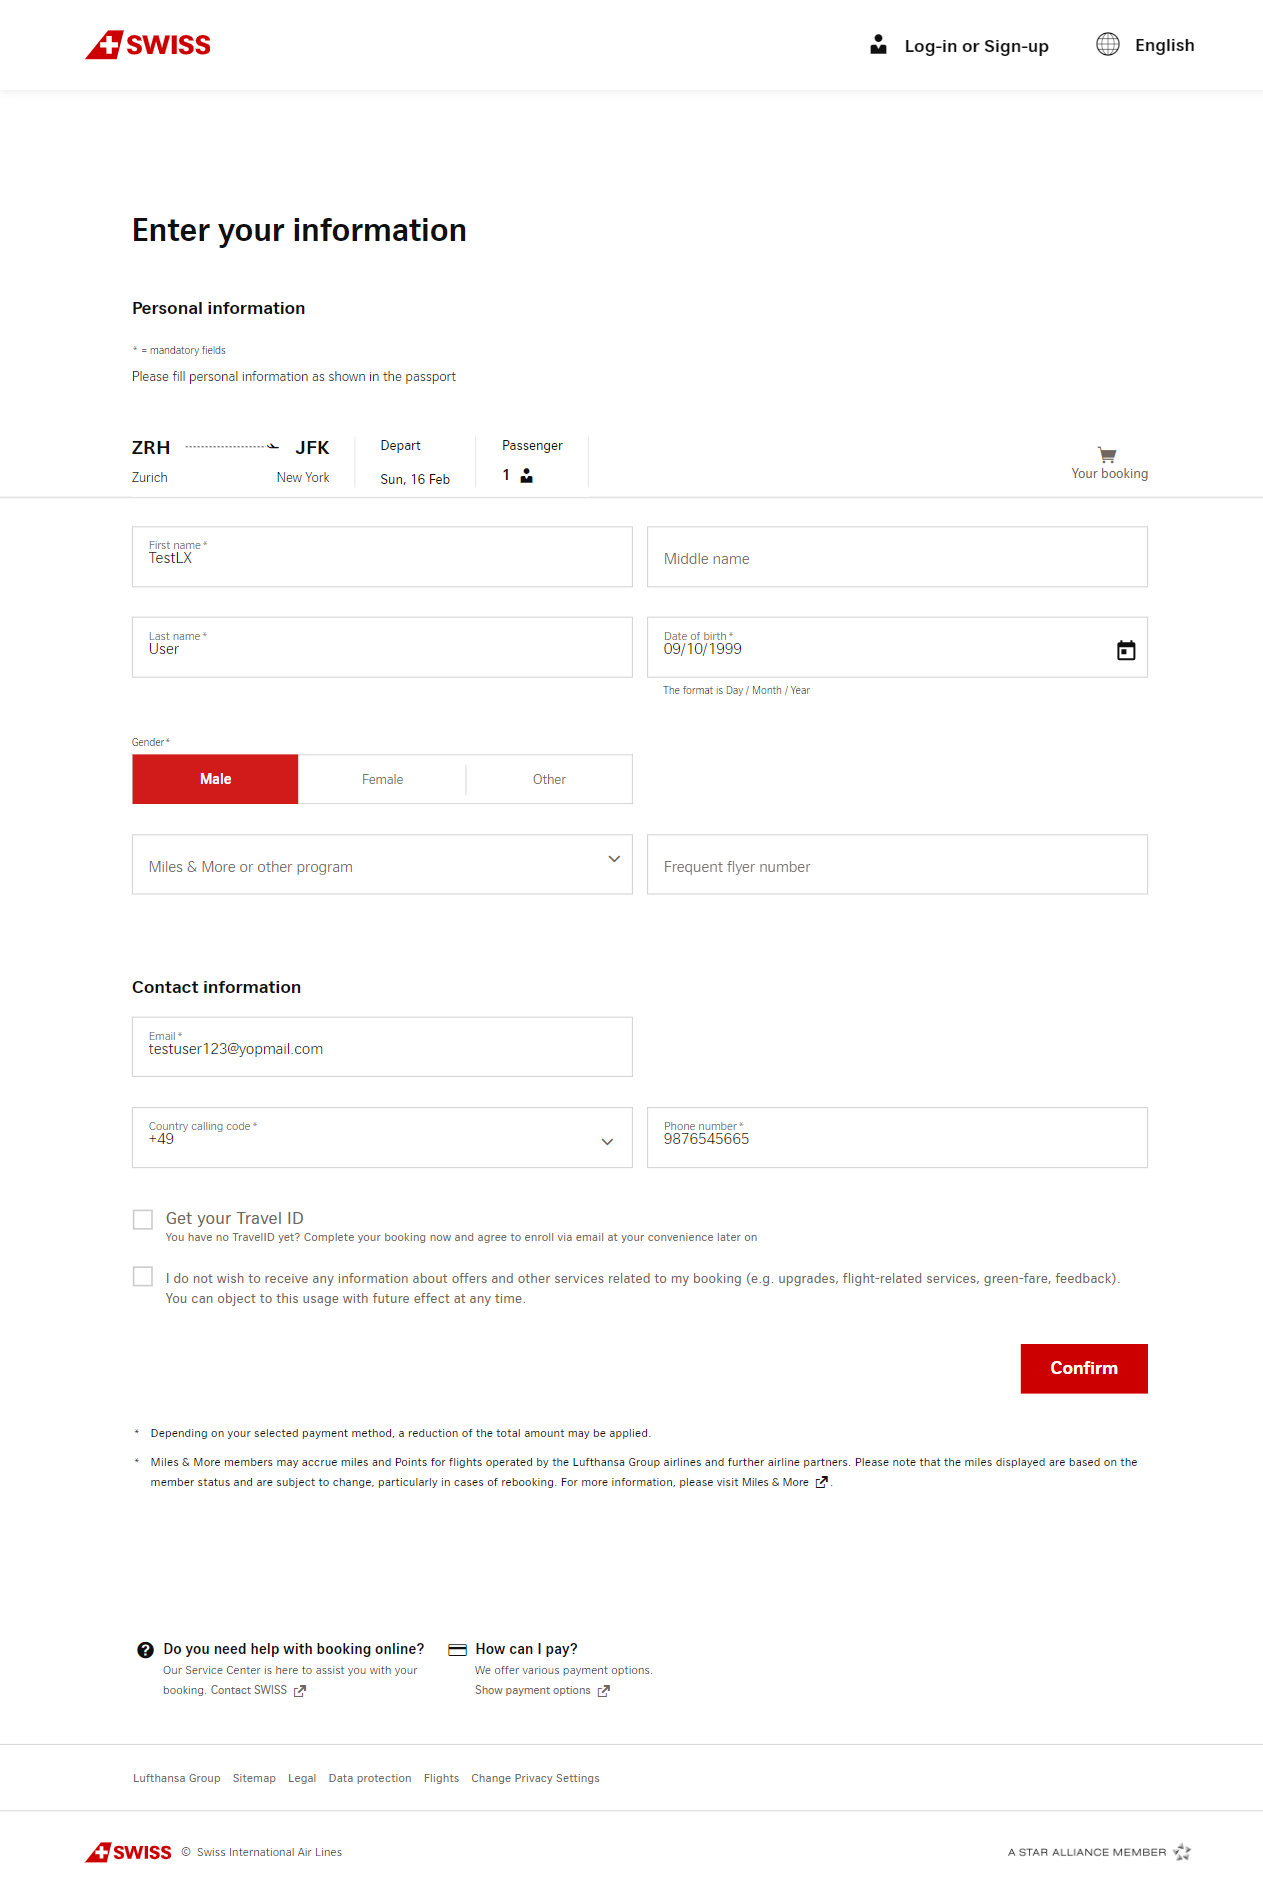 SWISS
Log-in or Sign-up
English
Enter your information
Personal information
* = mandatory fields
Please fill personal information as shown in the passport
ZRH JFK
Zurich New York
Depart
Sun, 16 Feb
Passenger
1
Your booking
First name *
TestLX
Middle name
Last name *
User
Date of birth *
09/10/1999
The format is Day / Month / Year
Gender*
Male Female Other
Miles & More or other program
Frequent flyer number
Contact information
Email *
testuser123@yopmail.com
Country calling code *
+49
Phone number *
9876545665
Get your Travel ID
You have no TravelID yet? Complete your booking now and agree to enroll via email at your convenience later on
I do not wish to receive any information about offers and other services related to my booking (e.g. upgrades, flight-related services, green-fare, feedback).
You can object to this usage with future effect at any time.
Confirm
* Depending on your selected payment method, a reduction of the total amount may be applied.
* Miles & More members may accrue miles and Points for flights operated by the Lufthansa Group airlines and further airline partners. Please note that the miles displayed are based on the
member status and are subject to change, particularly in cases of rebooking. For more information, please visit Miles & More .
Do you need help with booking online?
Our Service Center is here to assist you with your
booking. Contact SWISS
How can I pay?
We offer various payment options.
Show payment options
Lufthansa Group Sitemap Legal Data protection Flights Change Privacy Settings
SWISS © Swiss International Air Lines
A STAR ALLIANCE MEMBER